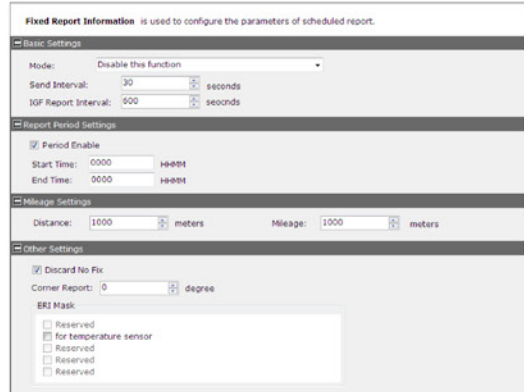 Fixed Report Information is used to configure the parameters of scheduled report.
Basic Settings
Mode: Disable this function
Send Interval: 30 seconds
IGF Report Interval: 600 seocnds
Report Period Settings
Period Enable
Start Time: 0000 HHMM
End Time: 0000 HHMM
Mileage Settings
Distance: 1000 meters Mileage: 1000 meters
Other Settings
Discard No Fix
Corner Report: 0 degree
ERI Mask
Reserved
for temperature sensor
Reserved
Reserved
Reserved